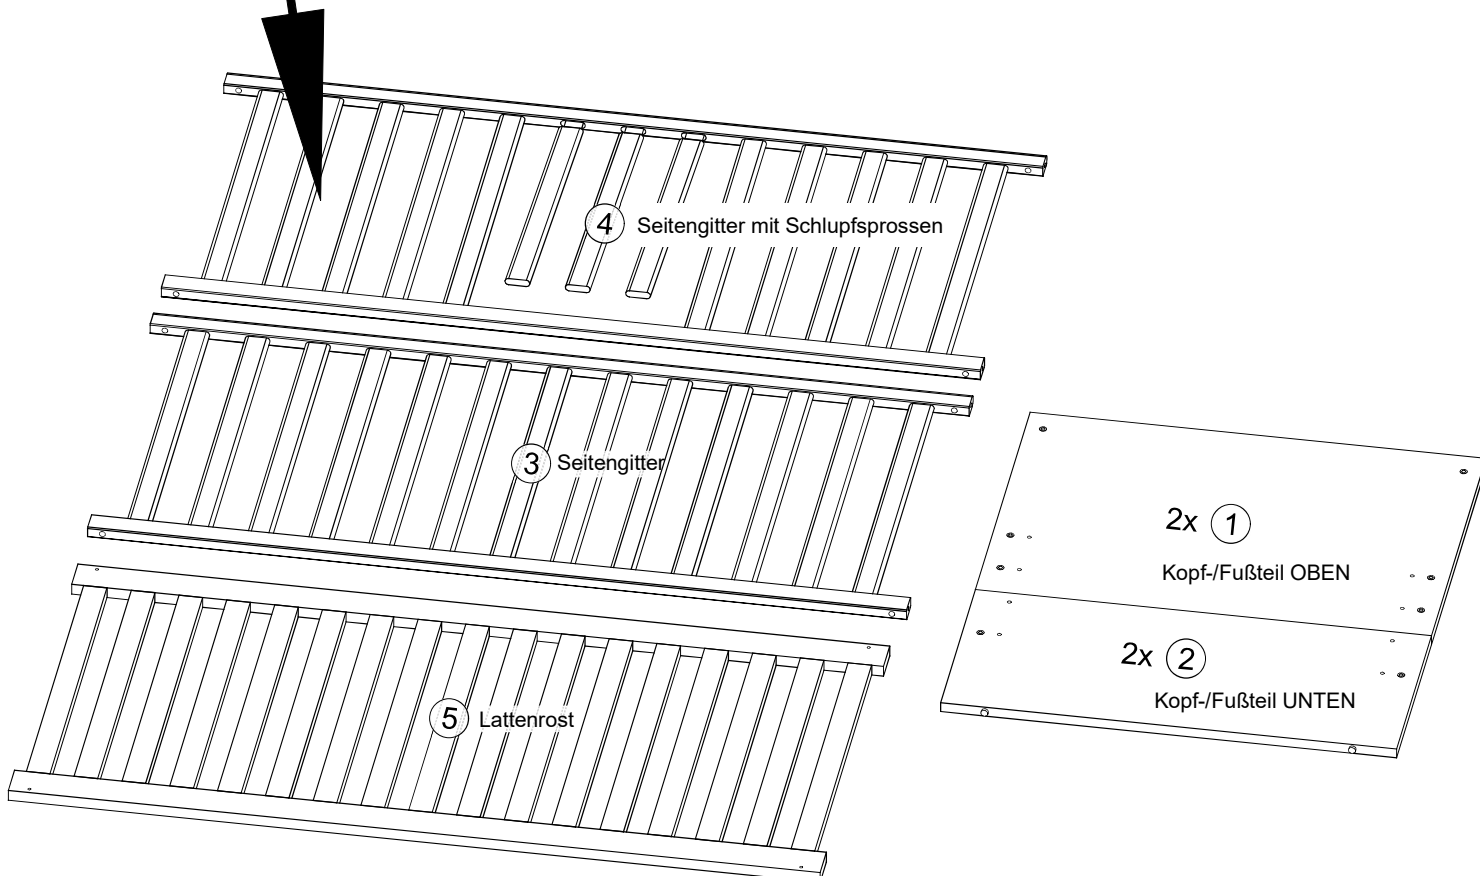 4 Seitengitter mit Schlupfsprossen
3 Seitengitter
2x 1
Kopf-/Fußteil OBEN
2x 2
Kopf-/Fußteil UNTEN
5 Lattenrost